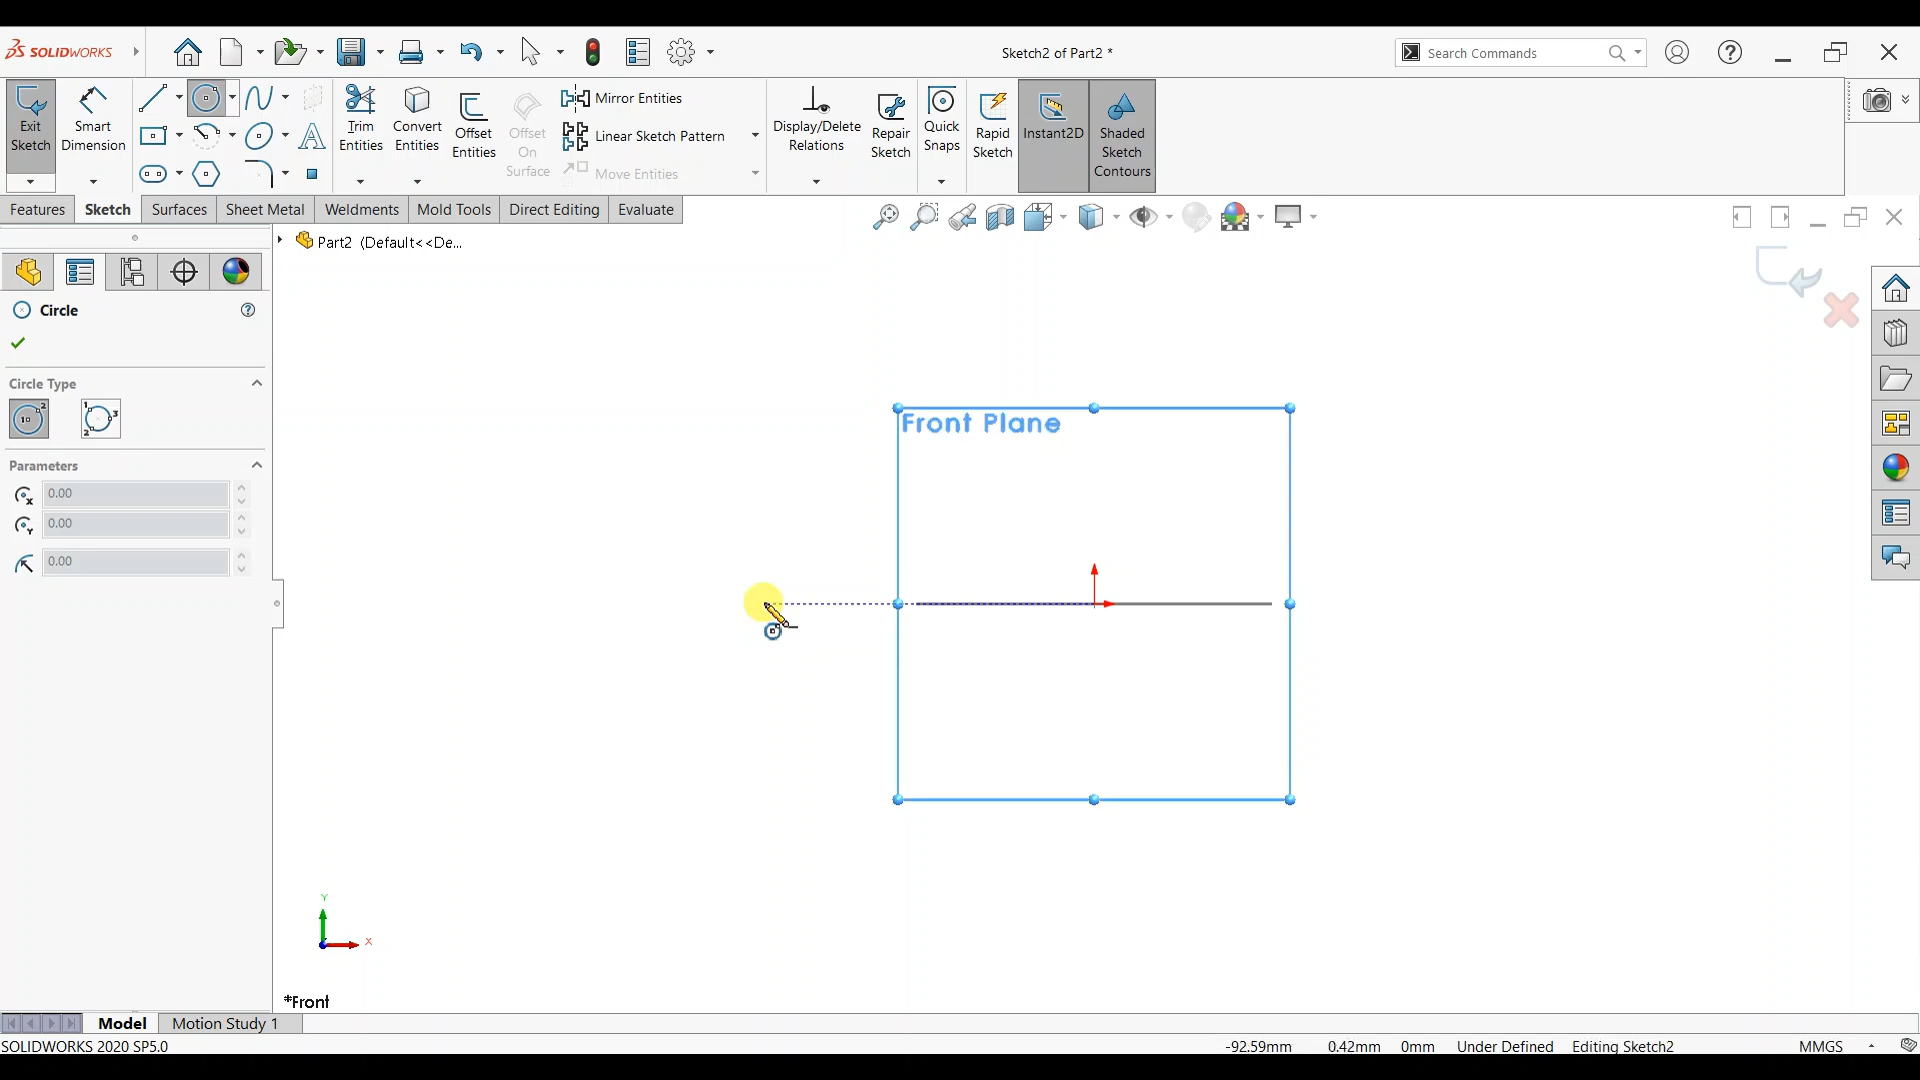 SOLIDWORKS
Sketch2 of Part2 *
Search Commands
Exit
Sketch
Smart
Dimension
Trim
Entities
Convert
Entities
Offset
Entities
Offset
On
Surface
Mirror Entities
Linear Sketch Pattern
Move Entities
Display/Delete
Relations
Repair
Sketch
Quick
Snaps
Rapid
Sketch
Instant2D
Shaded
Sketch
Contours
Features
Sketch
Surfaces
Sheet Metal
Weldments
Mold Tools
Direct Editing
Evaluate
Part2 (Default<<De...
Circle
Circle Type
Parameters
0.00
0.00
0.00
Front Plane
Y
X
*Front
Model
Motion Study 1
SOLIDWORKS 2020 SP5.0
-92.59mm
0.42mm
0mm
Under Defined
Editing Sketch2
MMGS